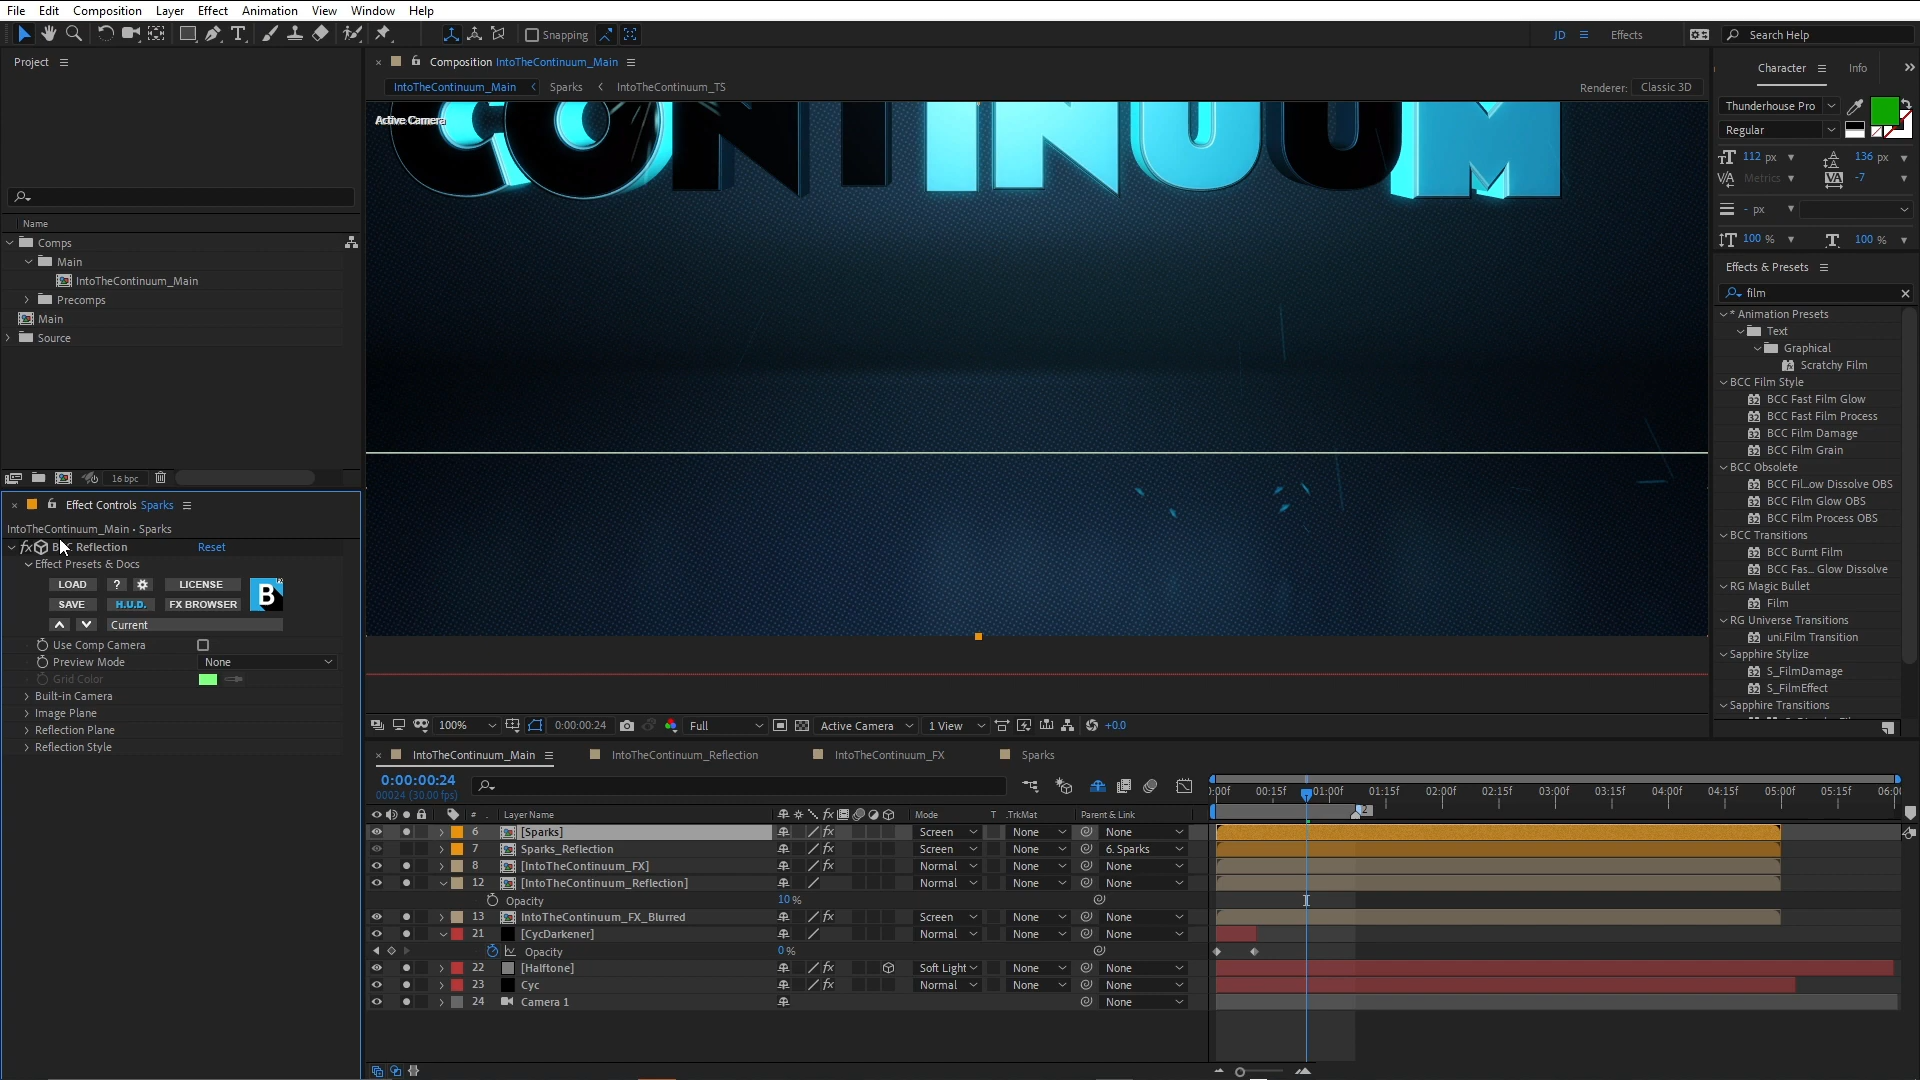 File Edit Composition Layer Effect Animation View Window Help
Snapping
JD
Effects
Search Help
Project
Name
Comps
Main
IntoTheContinuum_Main
Precomps
Main
Source
16 bpc
Composition IntoTheContinuum_Main
IntoTheContinuum_Main Sparks IntoTheContinuum_TS
Renderer: Classic 3D
Active Camera
CONTINUUM
100% 0:00:00:24 Full Active Camera 1 View +0.0
Character Info
Thunderhouse Pro
Regular
112 px 136 px
Metrics -7
- px
100 % 100 %
Effects & Presets
film
* Animation Presets
Text
Graphical
Scratchy Film
BCC Film Style
BCC Fast Film Glow
BCC Fast Film Process
BCC Film Damage
BCC Film Grain
BCC Obsolete
BCC Fil...ow Dissolve OBS
BCC Film Glow OBS
BCC Film Process OBS
BCC Transitions
BCC Burnt Film
BCC Fas... Glow Dissolve
RG Magic Bullet
Film
RG Universe Transitions
uni.Film Transition
Sapphire Stylize
S_FilmDamage
S_FilmEffect
Sapphire Transitions
Effect Controls Sparks
IntoTheContinuum_Main • Sparks
fx Reflection Reset
Effect Presets & Docs
LOAD ? LICENSE
SAVE H.U.D. FX BROWSER
B
Current
Use Comp Camera
Preview Mode None
Grid Color
Built-in Camera
Image Plane
Reflection Plane
Reflection Style
IntoTheContinuum_Main IntoTheContinuum_Reflection IntoTheContinuum_FX Sparks
0:00:00:24
00024 (30.00 fps)
:00f 00:15f 01:00f 01:15f 02:00f 02:15f 03:00f 03:15f 04:00f 04:15f 05:00f 05:15f 06:0
2
# . Layer Name fx Mode T .TrkMat Parent & Link
6 [Sparks] fx Screen None None
7 Sparks_Reflection Screen None 6. Sparks
8 [IntoTheContinuum_FX] fx Normal None None
12 [IntoTheContinuum_Reflection] Normal None None
Opacity 10 %
13 IntoTheContinuum_FX_Blurred fx Screen None None
21 [CycDarkener] Normal None None
Opacity 0 %
22 [Halftone] fx Soft Light None None
23 Cyc fx Normal None None
24 Camera 1 None